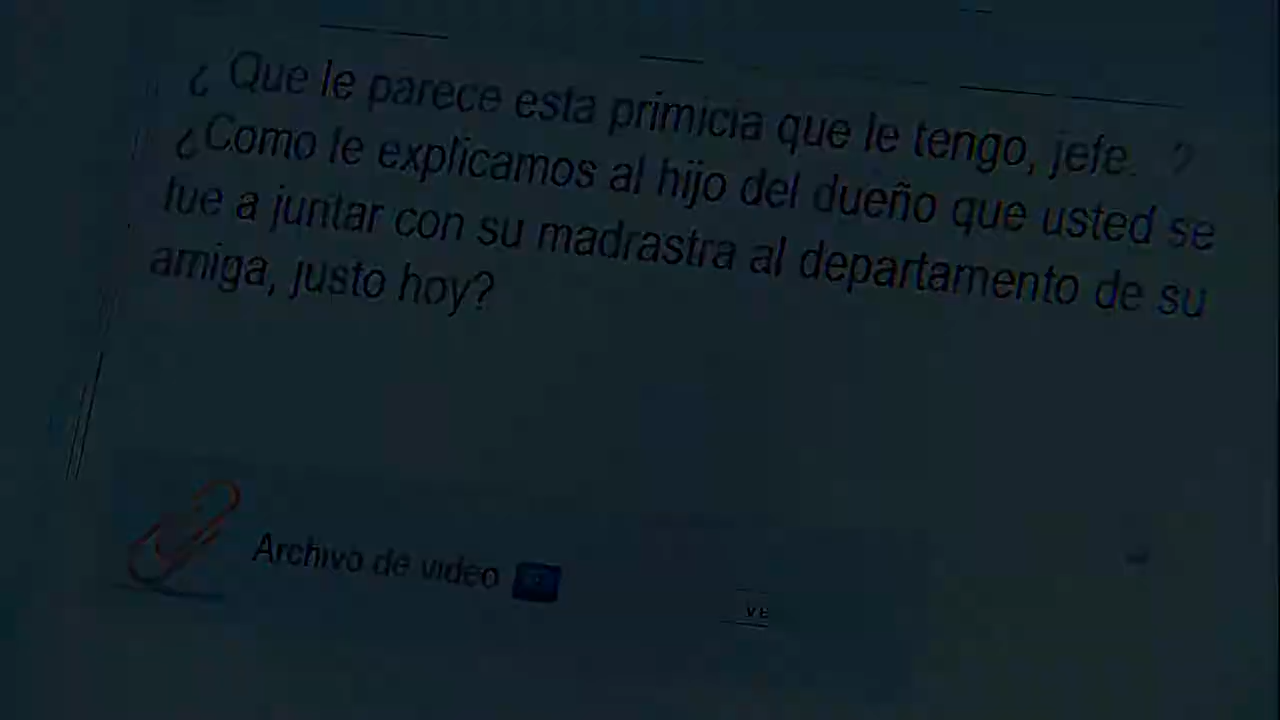 ¿ Que le parece esta primicia que le tengo, jefe. ?
¿Como le explicamos al hijo del dueño que usted se
fue a juntar con su madrastra al departamento de su
amiga, justo hoy?
Archivo de video
VE